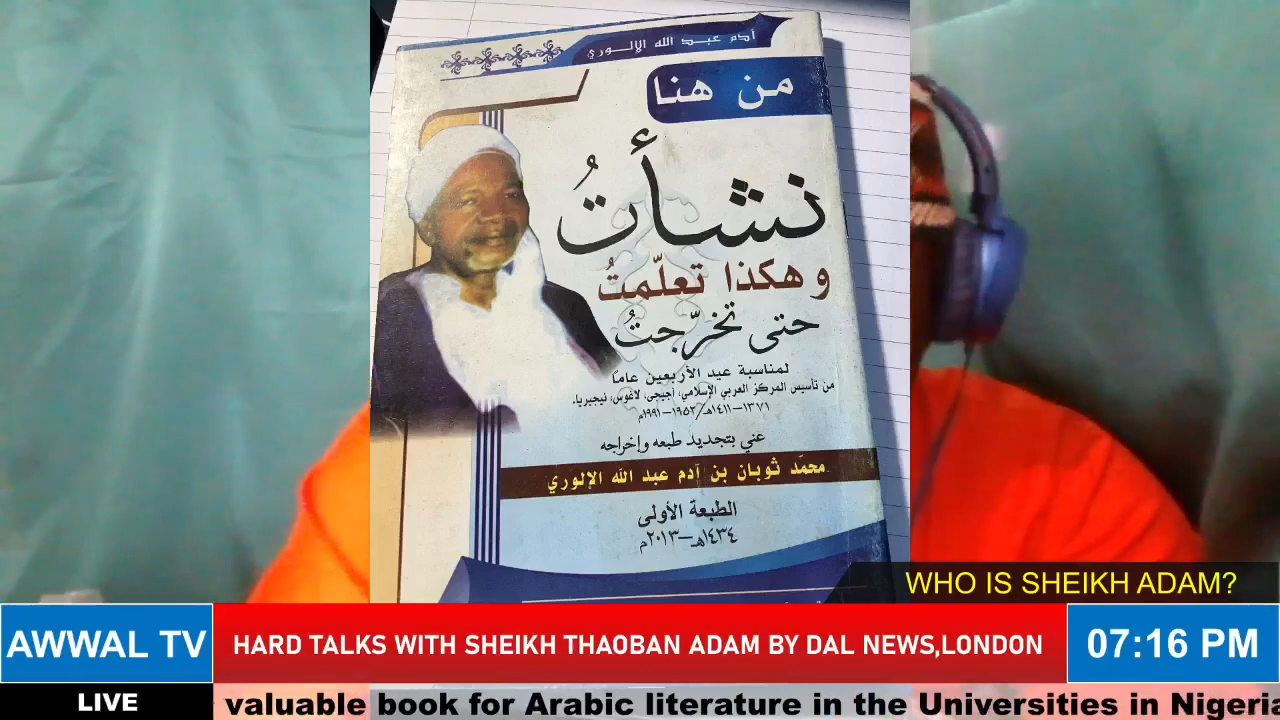 آدم عبد الله الإلوري
من هنا
نشأتُ
وهكذا تعلّمتُ
حتى تخرّجتُ
لمناسبة عيد الأربعين عامًا
من تأسيس المركز العربي الإسلامي، أجيجي، لاغوس، نيجيريا.
١٣٧١-١٤١١هـ/١٩٥٢-١٩٩١م
عني بتجديد طبعه وإخراجه
محمّد ثوبان بن آدم عبد الله الإلوري
الطبعة الأولى
١٤٣٤هـ-٢٠١٣م
WHO IS SHEIKH ADAM?
AWWAL TV
HARD TALKS WITH SHEIKH THAOBAN ADAM BY DAL NEWS,LONDON
07:16 PM
LIVE
valuable book for Arabic literature in the Universities in Nigeria